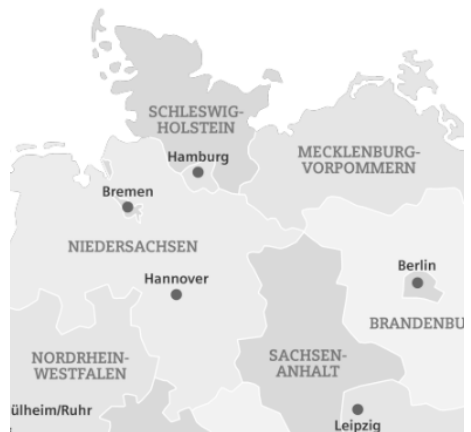 SCHLESWIG-
HOLSTEIN
Hamburg
MECKLENBURG-
VORPOMMERN
Bremen
NIEDERSACHSEN
Berlin
Hannover
BRANDENBU
NORDRHEIN-
WESTFALEN
SACHSEN-
ANHALT
ülheim/Ruhr
Leipzig